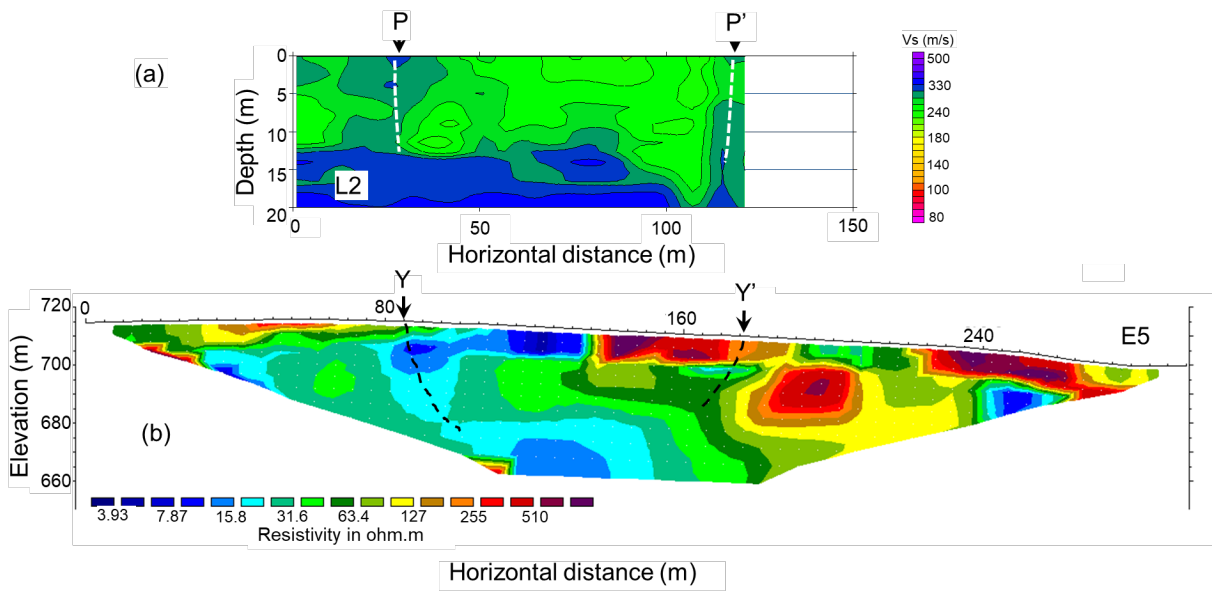 P P’
(a)
Vs (m/s)
500
330
240
180
140
100
80
Depth (m)
0
5
10
15
20
L2
0 50 100 150
Horizontal distance (m)
Y Y’
Elevation (m)
720
700
680
660
0 80 160 240
E5
(b)
3.93 7.87 15.8 31.6 63.4 127 255 510
Resistivity in ohm.m
Horizontal distance (m)